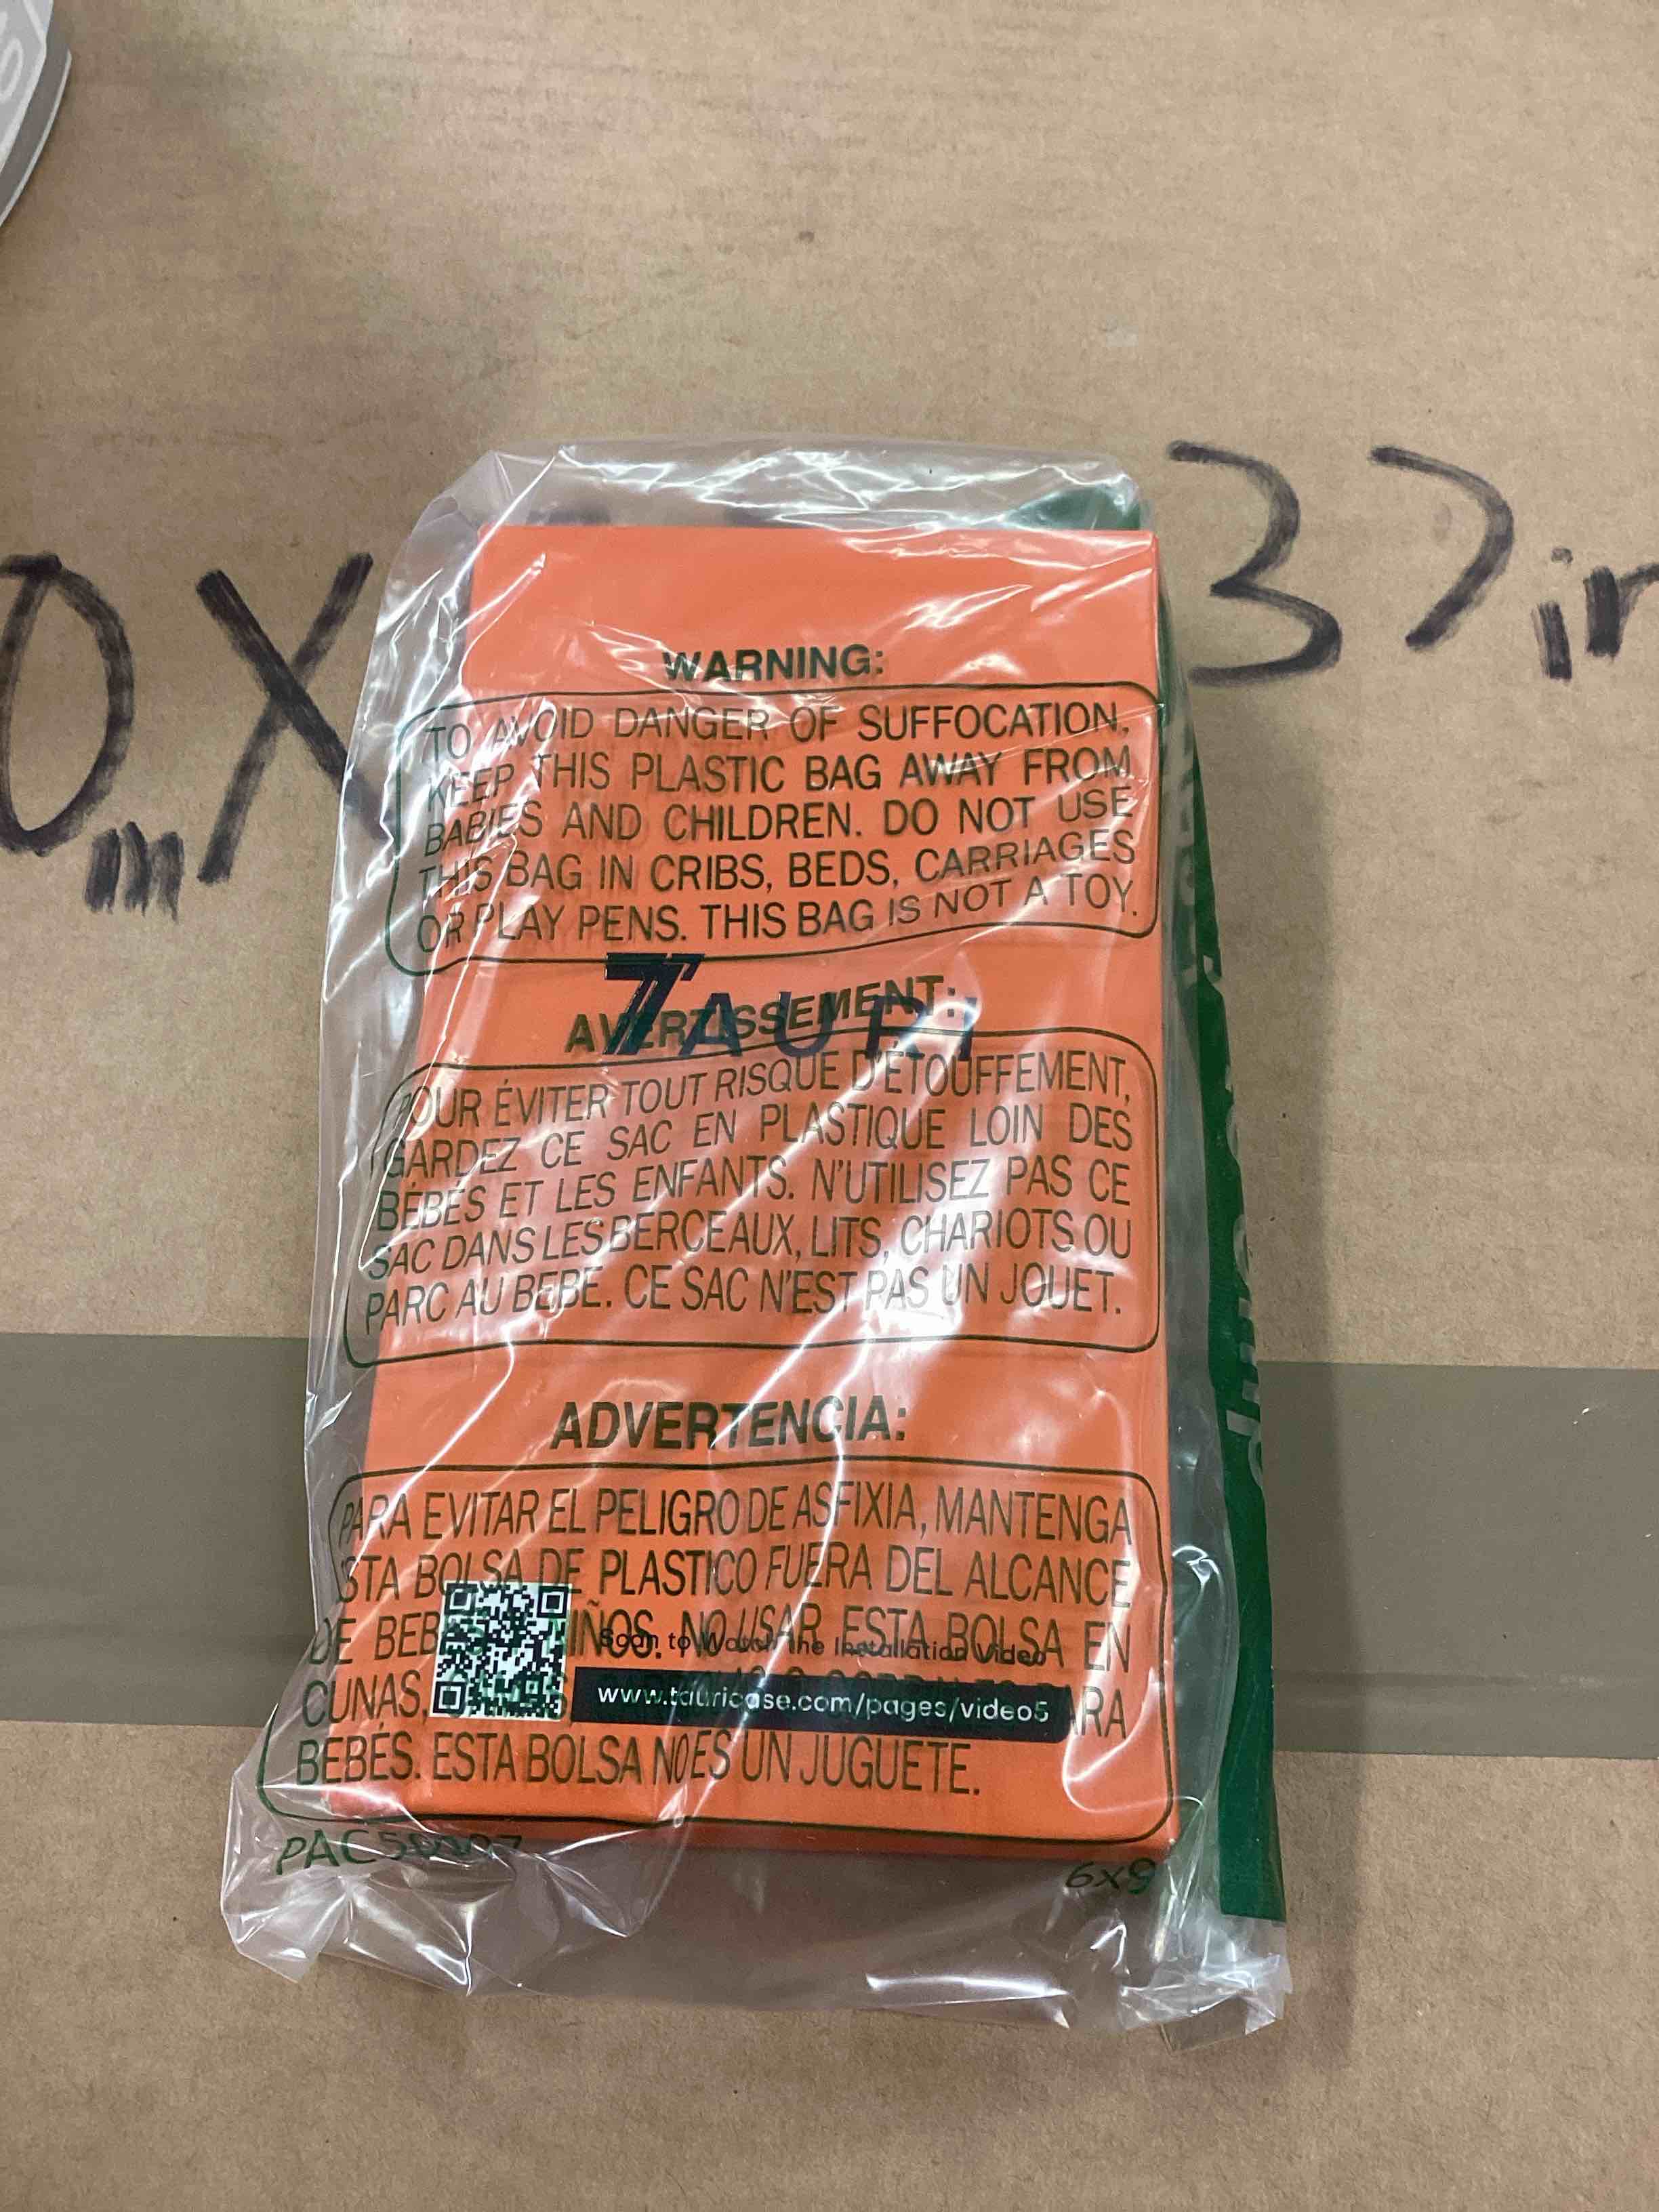 0m X
37in
WARNING:
TO AVOID DANGER OF SUFFOCATION,
KEEP THIS PLASTIC BAG AWAY FROM
BABIES AND CHILDREN. DO NOT USE
THIS BAG IN CRIBS, BEDS, CARRIAGES
OR PLAY PENS. THIS BAG IS NOT A TOY.
TAURI
AVERTISSEMENT:
POUR ÉVITER TOUT RISQUE D'ÉTOUFFEMENT,
GARDEZ CE SAC EN PLASTIQUE LOIN DES
BÉBÉS ET LES ENFANTS. N'UTILISEZ PAS CE
SAC DANS LES BERCEAUX, LITS, CHARIOTS OU
PARC AU BEBE. CE SAC N'EST PAS UN JOUET.
ADVERTENCIA:
PARA EVITAR EL PELIGRO DE ASFIXIA, MANTENGA
STA BOLSA DE PLASTICO FUERA DEL ALCANCE
DE BEB IÑOS. NO USAR ESTA BOLSA EN
CUNAS, ARA
BEBÉS. ESTA BOLSA NO ES UN JUGUETE.
Scan to Watch the Installation Video
www.tauricase.com/pages/video5
6x9